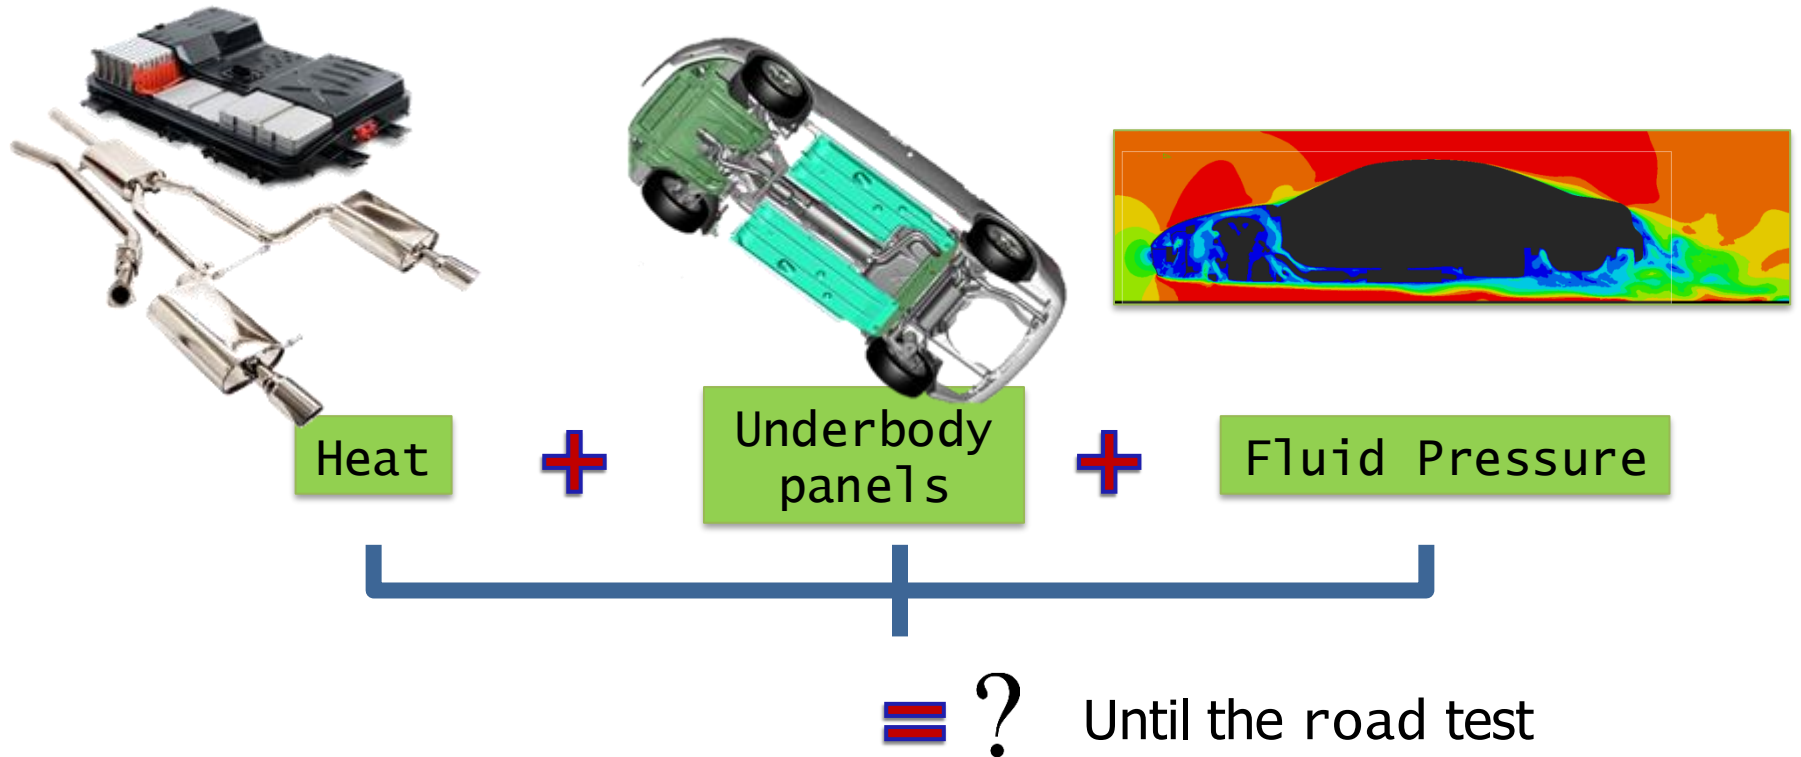 Heat
Underbody
panels
Fluid Pressure
= ? Until the road test